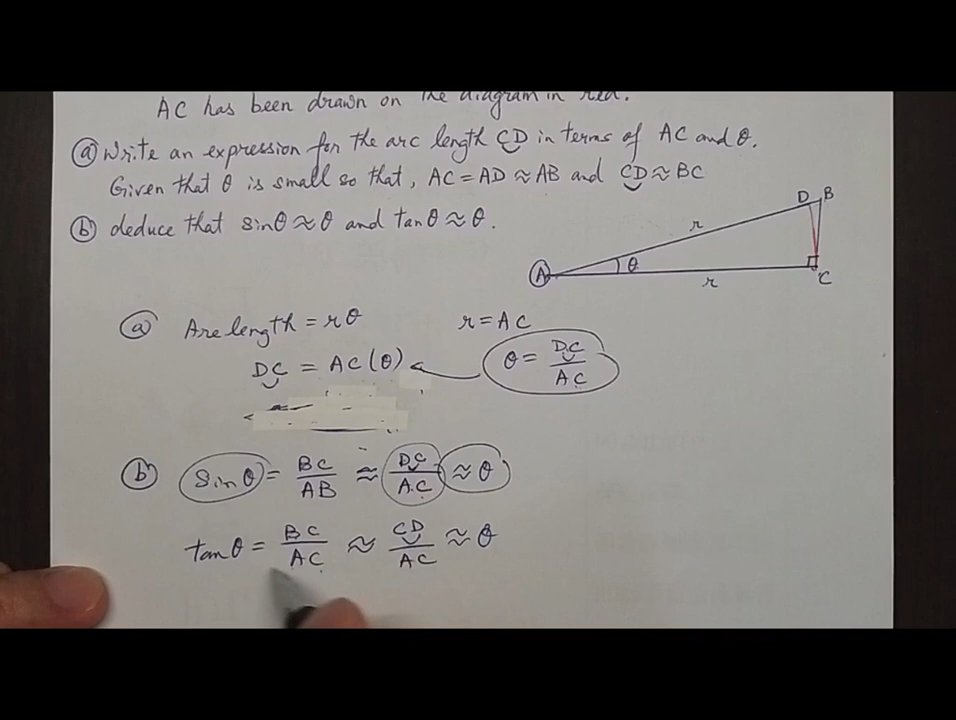 AC has been drawn on the diagram in red.
ⓐ Write an expression for the arc length CD in terms of AC and θ.
Given that θ is small so that, AC = AD ≈ AB and CD ≈ BC
ⓑ deduce that sinθ ≈ θ and tanθ ≈ θ.
D B
r
A θ
r C
ⓐ Arc length = rθ r = AC
DC = AC (θ) θ = DC/AC
ⓑ sinθ = BC/AB ≈ DC/AC ≈ θ
tanθ = BC/AC ≈ CD/AC ≈ θ